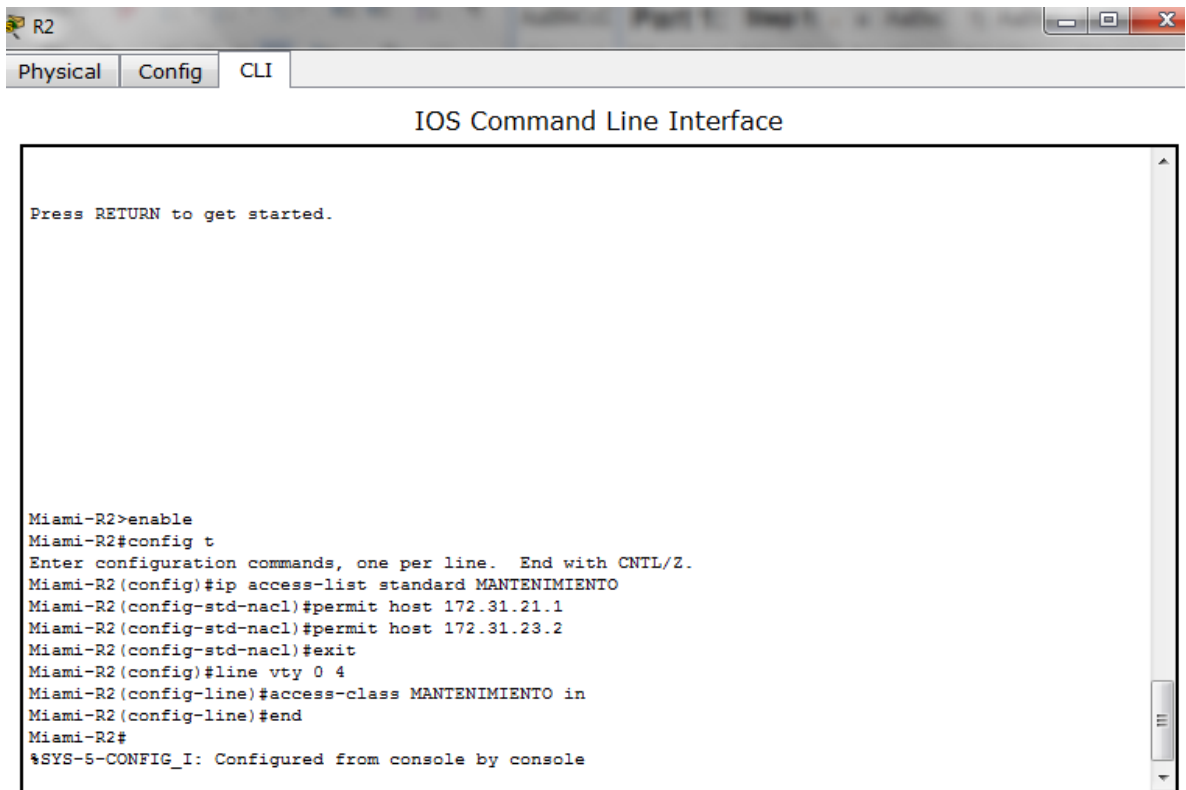 R2
Part 1: Step 1
Physical Config CLI
IOS Command Line Interface
Press RETURN to get started.
Miami-R2>enable
Miami-R2#config t
Enter configuration commands, one per line.  End with CNTL/Z.
Miami-R2(config)#ip access-list standard MANTENIMIENTO
Miami-R2(config-std-nacl)#permit host 172.31.21.1
Miami-R2(config-std-nacl)#permit host 172.31.23.2
Miami-R2(config-std-nacl)#exit
Miami-R2(config)#line vty 0 4
Miami-R2(config-line)#access-class MANTENIMIENTO in
Miami-R2(config-line)#end
Miami-R2#
%SYS-5-CONFIG_I: Configured from console by console